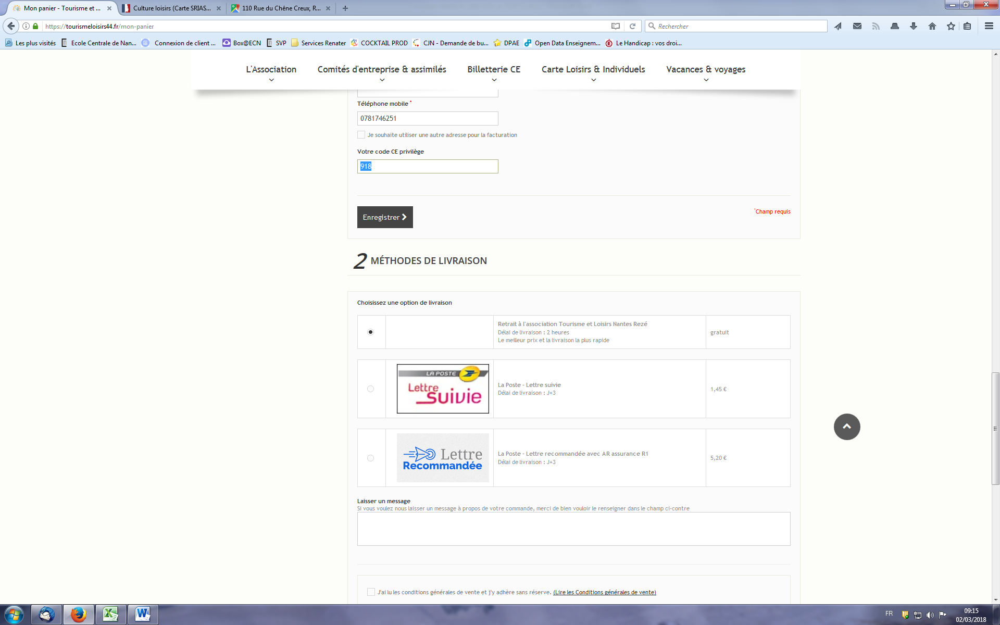 Mon panier - Tourisme et ...
Culture loisirs (Carte SRIAS...
110 Rue du Chêne Creux, R...
https://tourismeloisirs44.fr/mon-panier
Rechercher
Les plus visités
Ecole Centrale de Nan...
Connexion de client ...
Box@ECN
SVP
Services Renater
COCKTAIL PROD
CJN - Demande de bu...
DPAE
Open Data Enseignem...
Le Handicap : vos droi...
L'Association
Comités d'entreprise & assimilés
Billetterie CE
Carte Loisirs & Individuels
Vacances & voyages
Téléphone mobile *
0781746251
Je souhaite utiliser une autre adresse pour la facturation
Votre code CE privilège
918
Enregistrer
*Champ requis
2 MÉTHODES DE LIVRAISON
Choisissez une option de livraison
Retrait à l'association Tourisme et Loisirs Nantes Rezé
Délai de livraison : 2 heures
Le meilleur prix et la livraison la plus rapide
gratuit
LA POSTE
Lettre
suivie
La Poste - Lettre suivie
Délai de livraison : J+3
1,45 €
Lettre
Recommandée
La Poste - Lettre recommandée avec AR assurance R1
Délai de livraison : J+3
5,20 €
Laisser un message
Si vous voulez nous laisser un message à propos de votre commande, merci de bien vouloir le renseigner dans le champ ci-contre
J'ai lu les conditions générales de vente et j'y adhère sans réserve. (Lire les Conditions générales de vente)
FR
09:15
02/03/2018